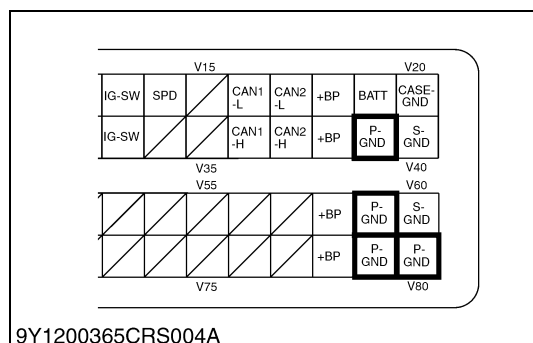 V15 V20
IG-SW SPD CAN1 CAN2 +BP BATT CASE-
-L -L GND
IG-SW CAN1 CAN2 +BP P- S-
-H -H GND GND
V35 V40
V55 V60
+BP P- S-
GND GND
+BP P- P-
GND GND
V75 V80
9Y1200365CRS004A